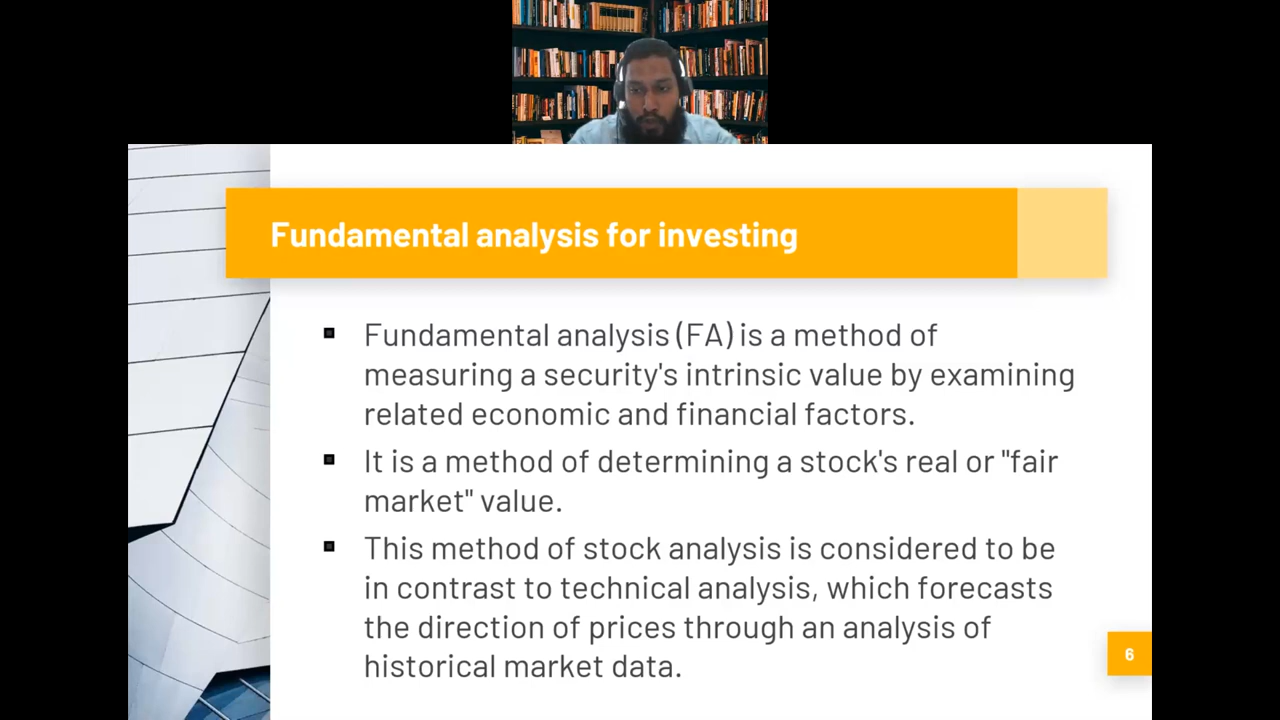 Fundamental analysis for investing
Fundamental analysis (FA) is a method of
measuring a security's intrinsic value by examining
related economic and financial factors.
It is a method of determining a stock's real or "fair
market" value.
This method of stock analysis is considered to be
in contrast to technical analysis, which forecasts
the direction of prices through an analysis of
historical market data.
6